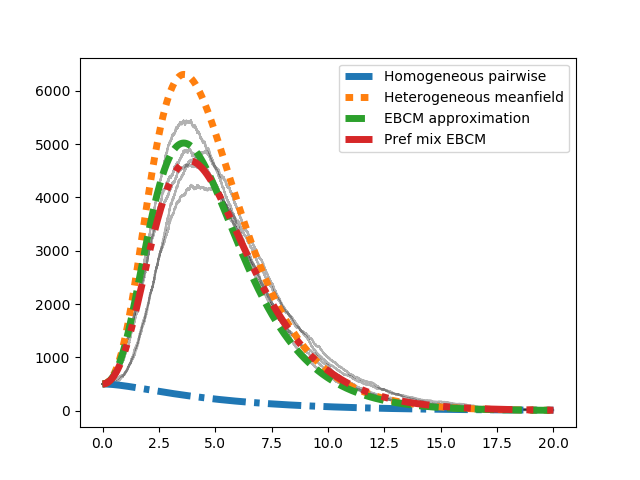 Homogeneous pairwise
Heterogeneous meanfield
EBCM approximation
Pref mix EBCM
6000
5000
4000
3000
2000
1000
0
0.0 2.5 5.0 7.5 10.0 12.5 15.0 17.5 20.0